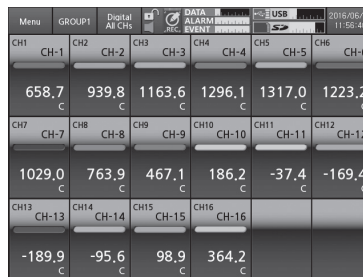 Menu GROUP1 Digital All CHs REC. DATA ALARM EVENT USB SD 2016/06/
11:56:4
CH1 CH2 CH3 CH4 CH5 CH6
CH-1 CH-2 CH-3 CH-4 CH-5 CH-6
658.7 939.8 1163.6 1296.1 1317.0 1223.2
C C C C C C
CH7 CH8 CH9 CH10 CH11 CH12
CH-7 CH-8 CH-9 CH-10 CH-11 CH-12
1029.0 763.9 467.1 186.2 -37.4 -169.4
C C C C C C
CH13 CH14 CH15 CH16
CH-13 CH-14 CH-15 CH-16
-189.9 -95.6 98.9 364.2
C C C C